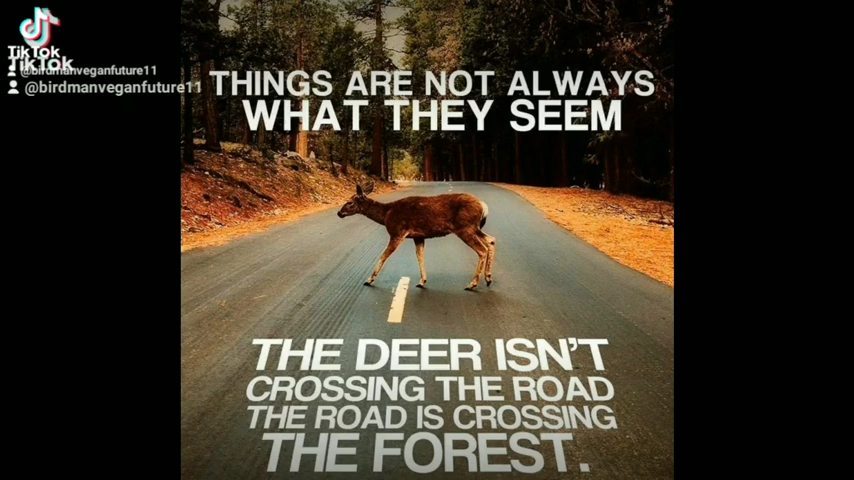 TikTok
TikTok
@birdmanveganfuture11
@birdmanveganfuture11
THINGS ARE NOT ALWAYS
WHAT THEY SEEM
THE DEER ISN'T
CROSSING THE ROAD
THE ROAD IS CROSSING
THE FOREST.